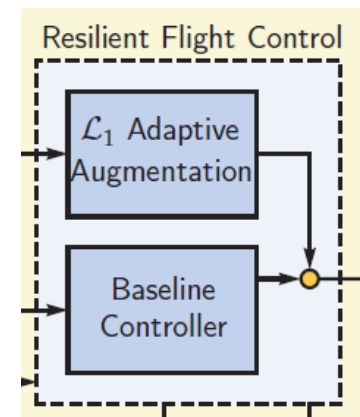 Resilient Flight Control
ℒ₁ Adaptive
Augmentation
Baseline
Controller